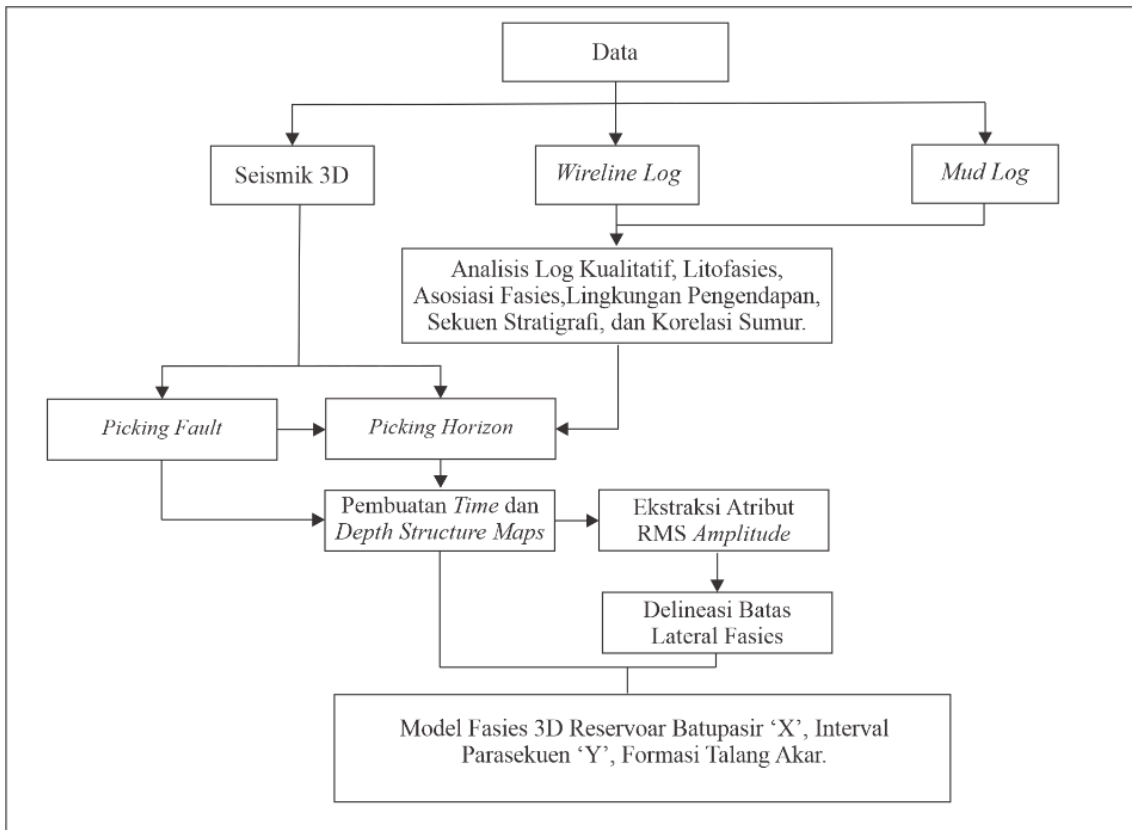 Data
Seismik 3D
Wireline Log
Mud Log
Analisis Log Kualitatif, Litofasies,
Asosiasi Fasies,Lingkungan Pengendapan,
Sekuen Stratigrafi, dan Korelasi Sumur.
Picking Fault
Picking Horizon
Pembuatan Time dan
Depth Structure Maps
Ekstraksi Atribut
RMS Amplitude
Delineasi Batas
Lateral Fasies
Model Fasies 3D Reservoar Batupasir ‘X’, Interval
Parasekuen ‘Y’, Formasi Talang Akar.